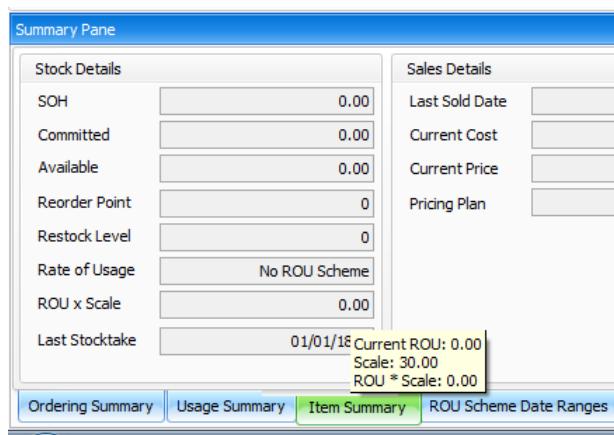 Summary Pane
Stock Details
SOH 0.00
Committed 0.00
Available 0.00
Reorder Point 0
Restock Level 0
Rate of Usage No ROU Scheme
ROU x Scale 0.00
Last Stocktake 01/01/18
Sales Details
Last Sold Date
Current Cost
Current Price
Pricing Plan
Current ROU: 0.00
Scale: 30.00
ROU * Scale: 0.00
Ordering Summary Usage Summary Item Summary ROU Scheme Date Ranges